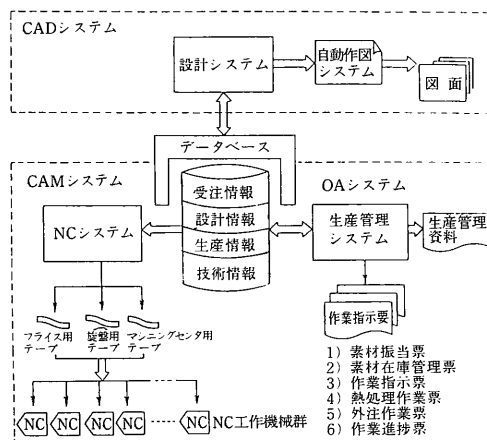 CADシステム
設計システム
自動作図
システム
図面
データベース
CAMシステム
OAシステム
受注情報
設計情報
生産情報
技術情報
NCシステム
生産管理
システム
生産管理
資料
フライス用
テープ
旋盤用
テープ
マシニングセンタ用
テープ
作業指示要
1) 素材振当票
2) 素材在庫管理票
3) 作業指示票
4) 熱処理作業票
5) 外注作業票
6) 作業進捗票
NC NC NC NC NC NC NC工作機械群